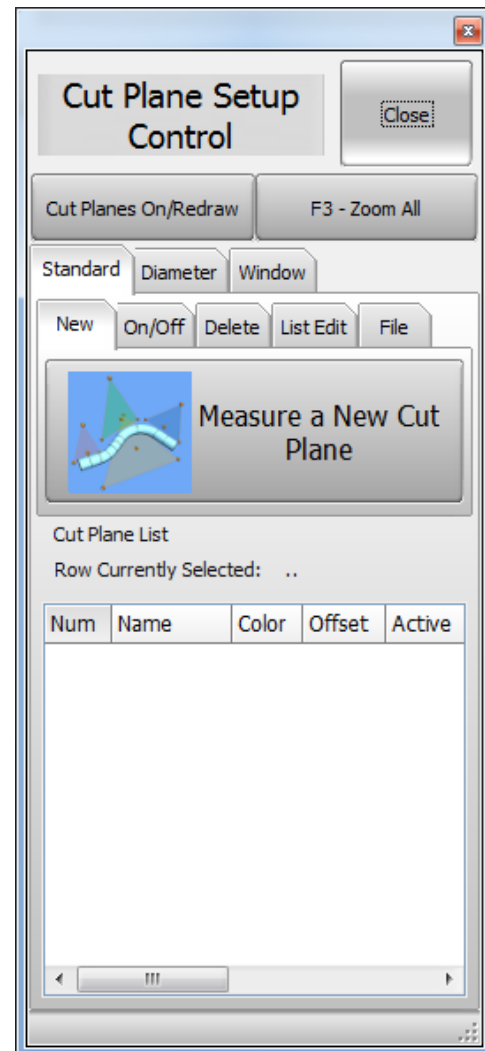 Cut Plane Setup
Control
Close
Cut Planes On/Redraw
F3 - Zoom All
Standard Diameter Window
New On/Off Delete List Edit File
Measure a New Cut
Plane
Cut Plane List
Row Currently Selected: ..
Num Name Color Offset Active